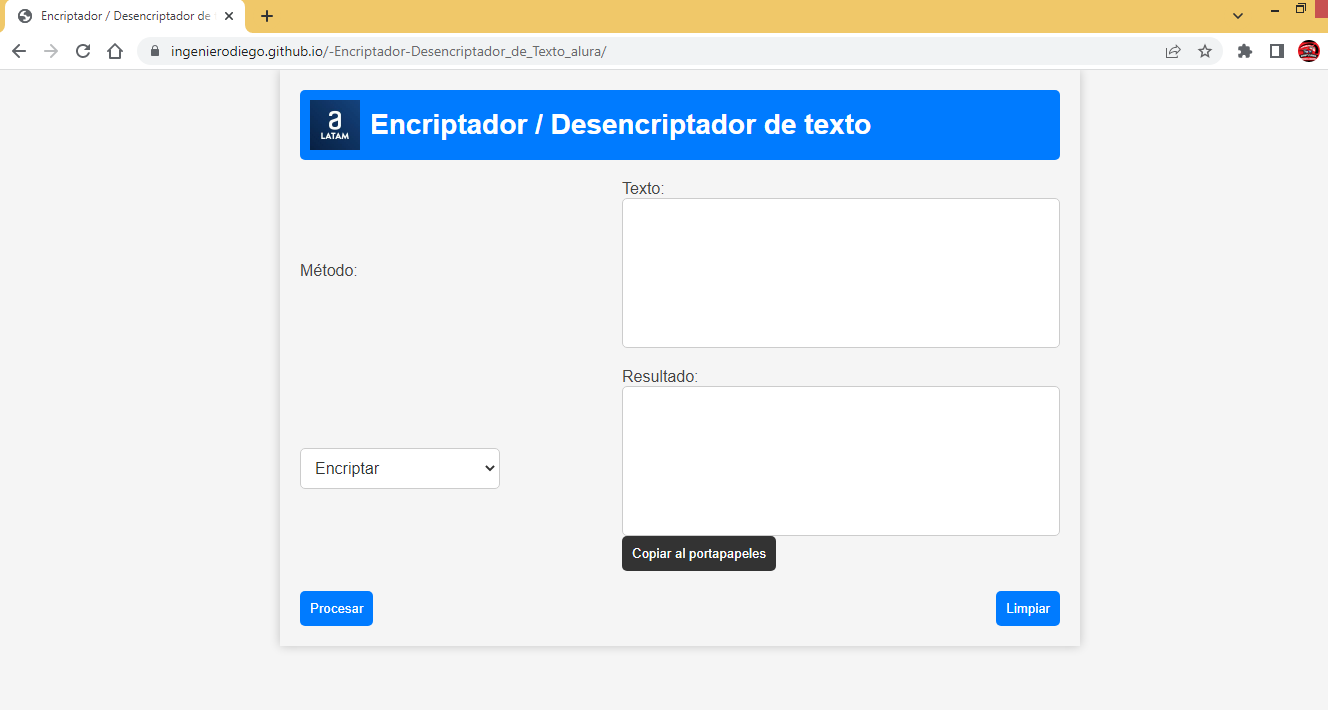 Encriptador / Desencriptador de
ingenierodiego.github.io/-Encriptador-Desencriptador_de_Texto_alura/
a
LATAM
Encriptador / Desencriptador de texto
Texto:
Método:
Resultado:
Encriptar
Copiar al portapapeles
Procesar
Limpiar